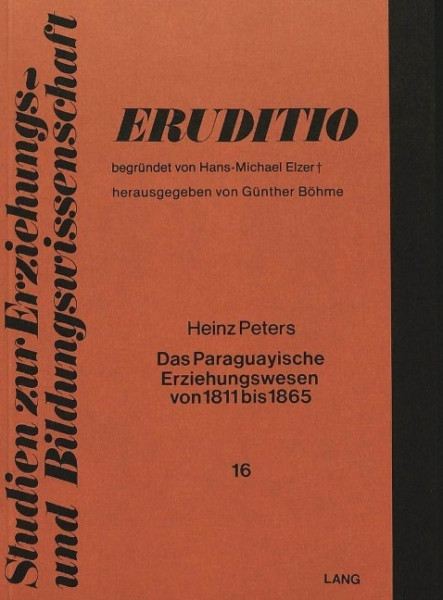 Studien zur Erziehungs-
und Bildungswissenschaft
ERUDITIO
begründet von Hans-Michael Elzer†
herausgegeben von Günther Böhme
Heinz Peters
Das Paraguayische
Erziehungswesen
von 1811 bis 1865
16
LANG